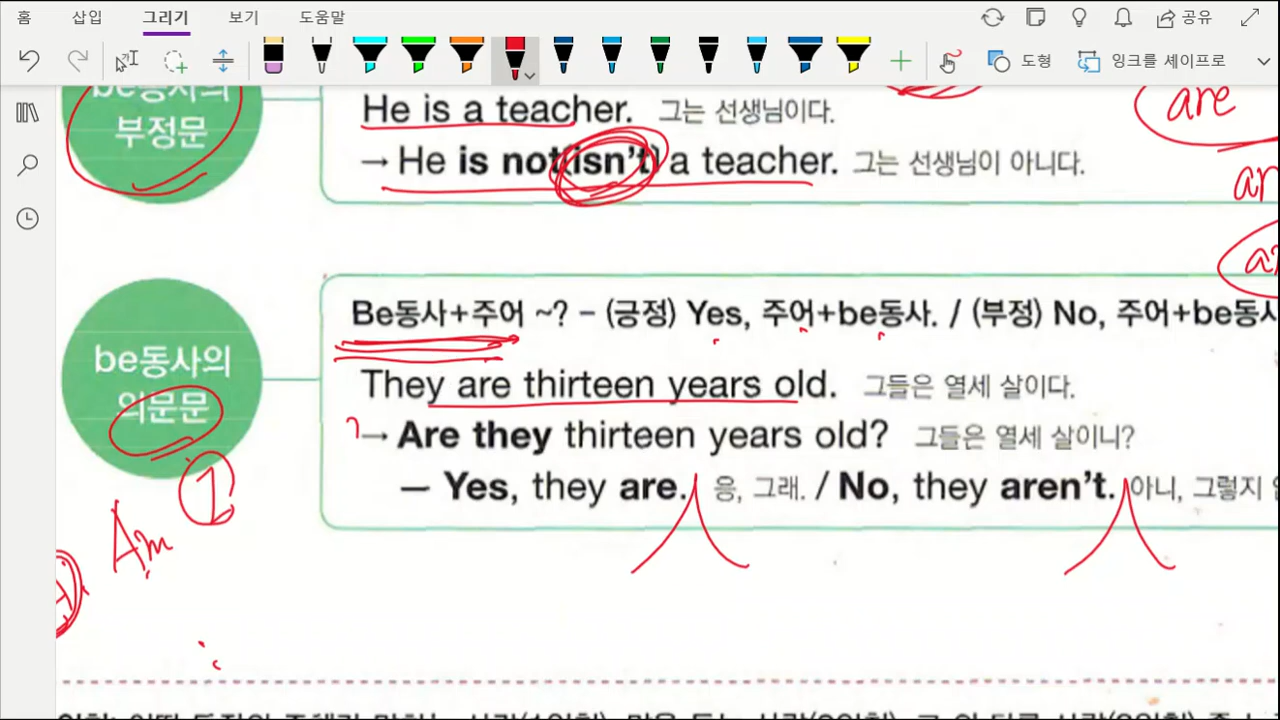 홈 삽입 그리기 보기 도움말 공유
도형 잉크를 셰이프로
be동사의
부정문
He is a teacher. 그는 선생님이다.
→ He is not(isn't) a teacher. 그는 선생님이 아니다.
are
be동사의
의문문
Be동사+주어 ~? – (긍정) Yes, 주어+be동사. / (부정) No, 주어+be동사
They are thirteen years old. 그들은 열세 살이다.
→ Are they thirteen years old? 그들은 열세 살이니?
— Yes, they are. 응, 그래. / No, they aren't. 아니, 그렇지
Am I